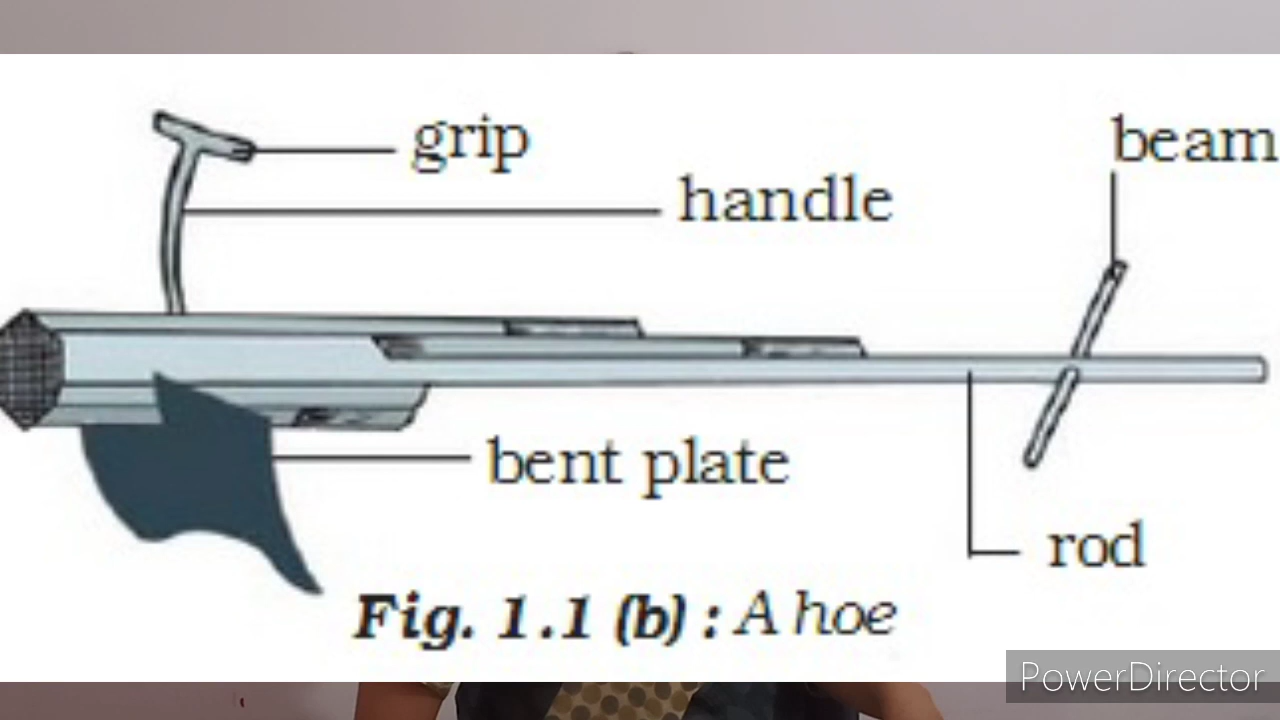 grip
beam
handle
bent plate
rod
Fig. 1.1 (b) : A hoe
PowerDirector